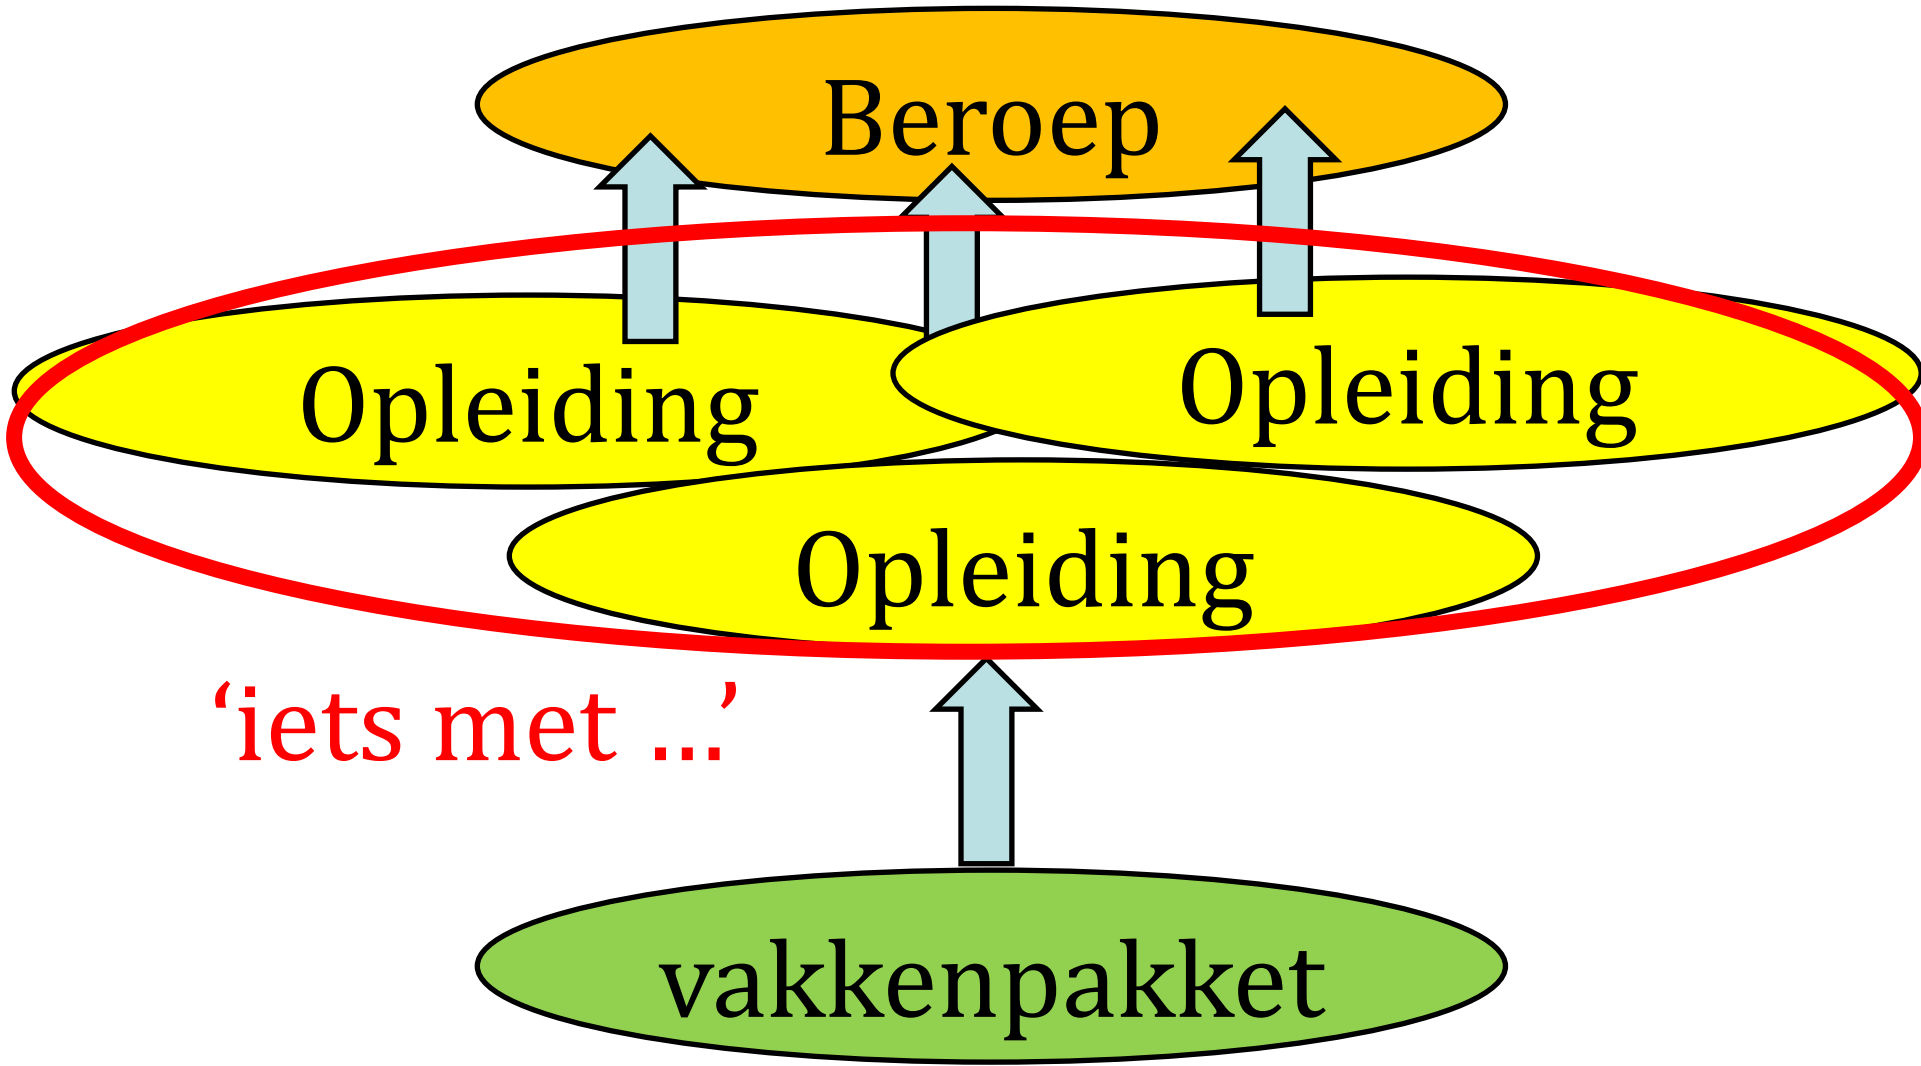 Beroep
Opleiding
Opleiding
Opleiding
‘iets met …’
vakkenpakket